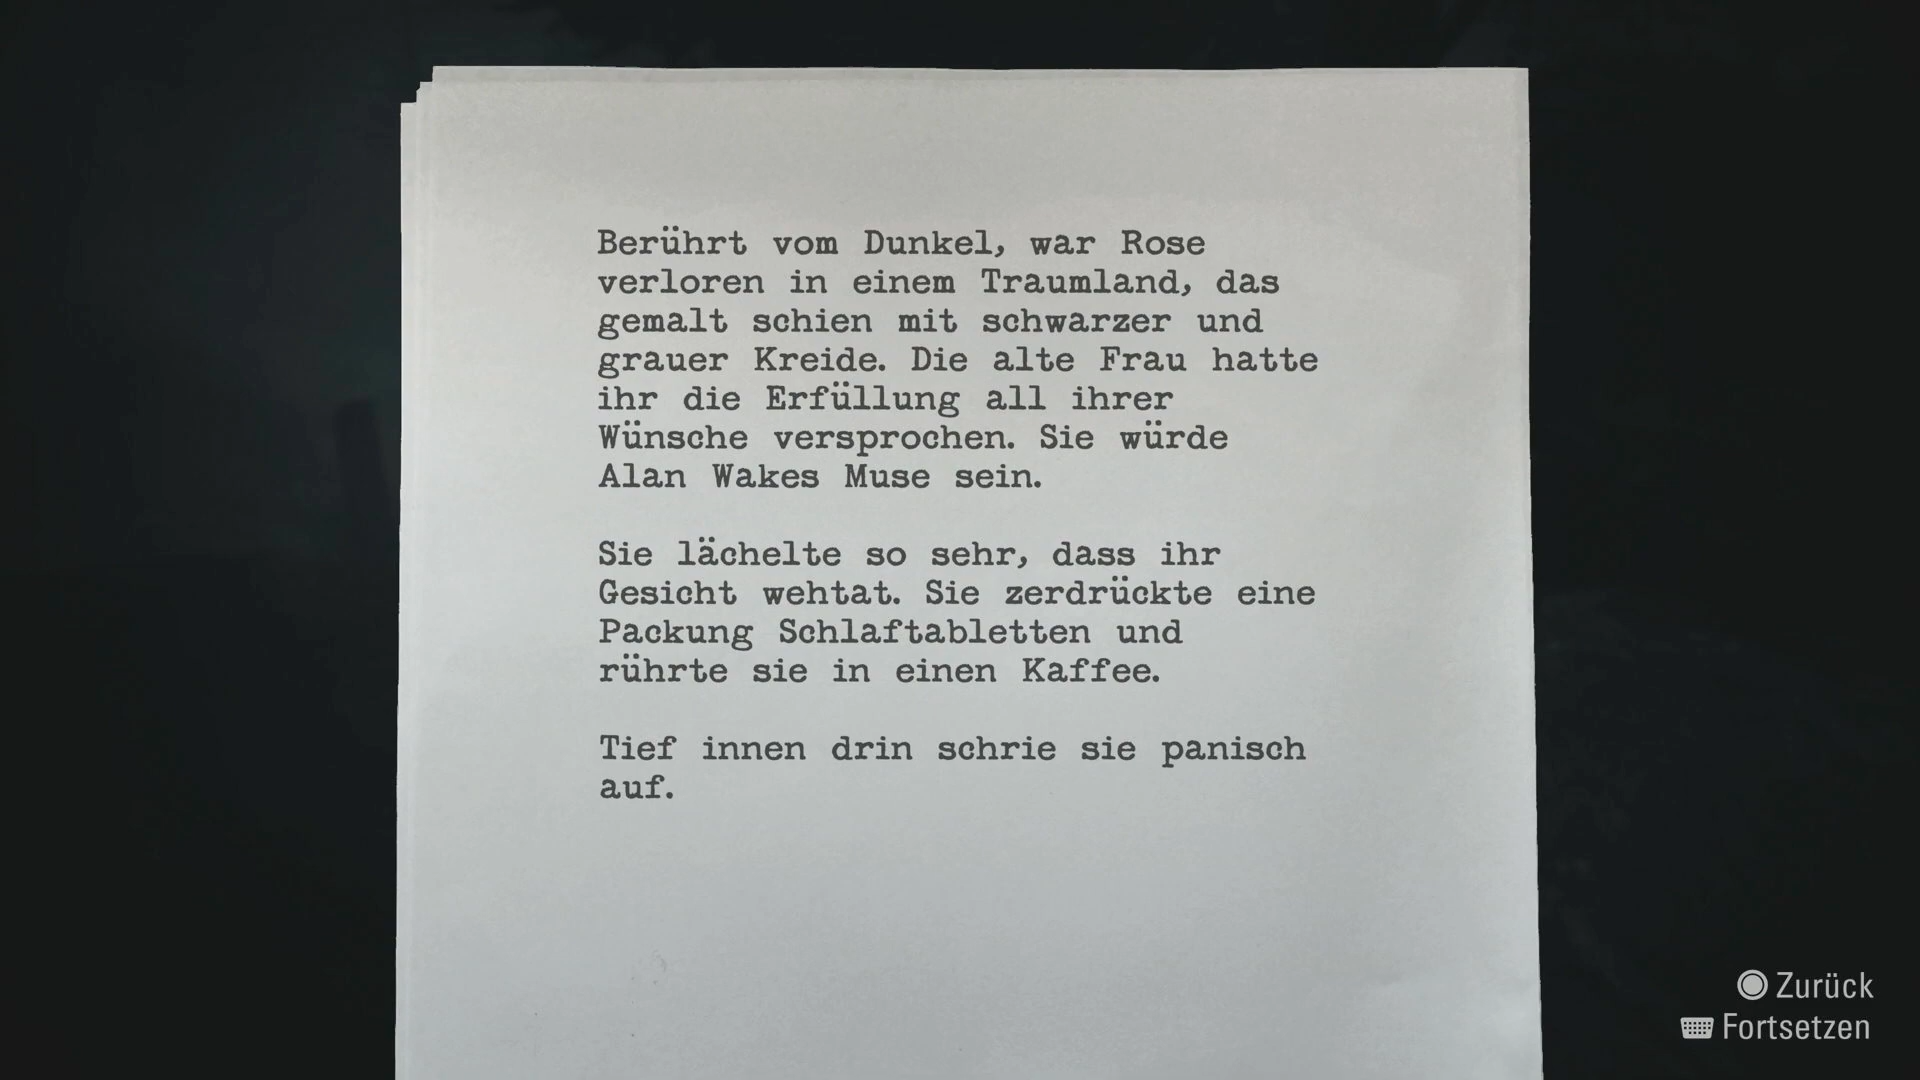 Berührt vom Dunkel, war Rose
verloren in einem Traumland, das
gemalt schien mit schwarzer und
grauer Kreide. Die alte Frau hatte
ihr die Erfüllung all ihrer
Wünsche versprochen. Sie würde
Alan Wakes Muse sein.
Sie lächelte so sehr, dass ihr
Gesicht wehtat. Sie zerdrückte eine
Packung Schlaftabletten und
rührte sie in einen Kaffee.
Tief innen drin schrie sie panisch
auf.
Zurück
Fortsetzen